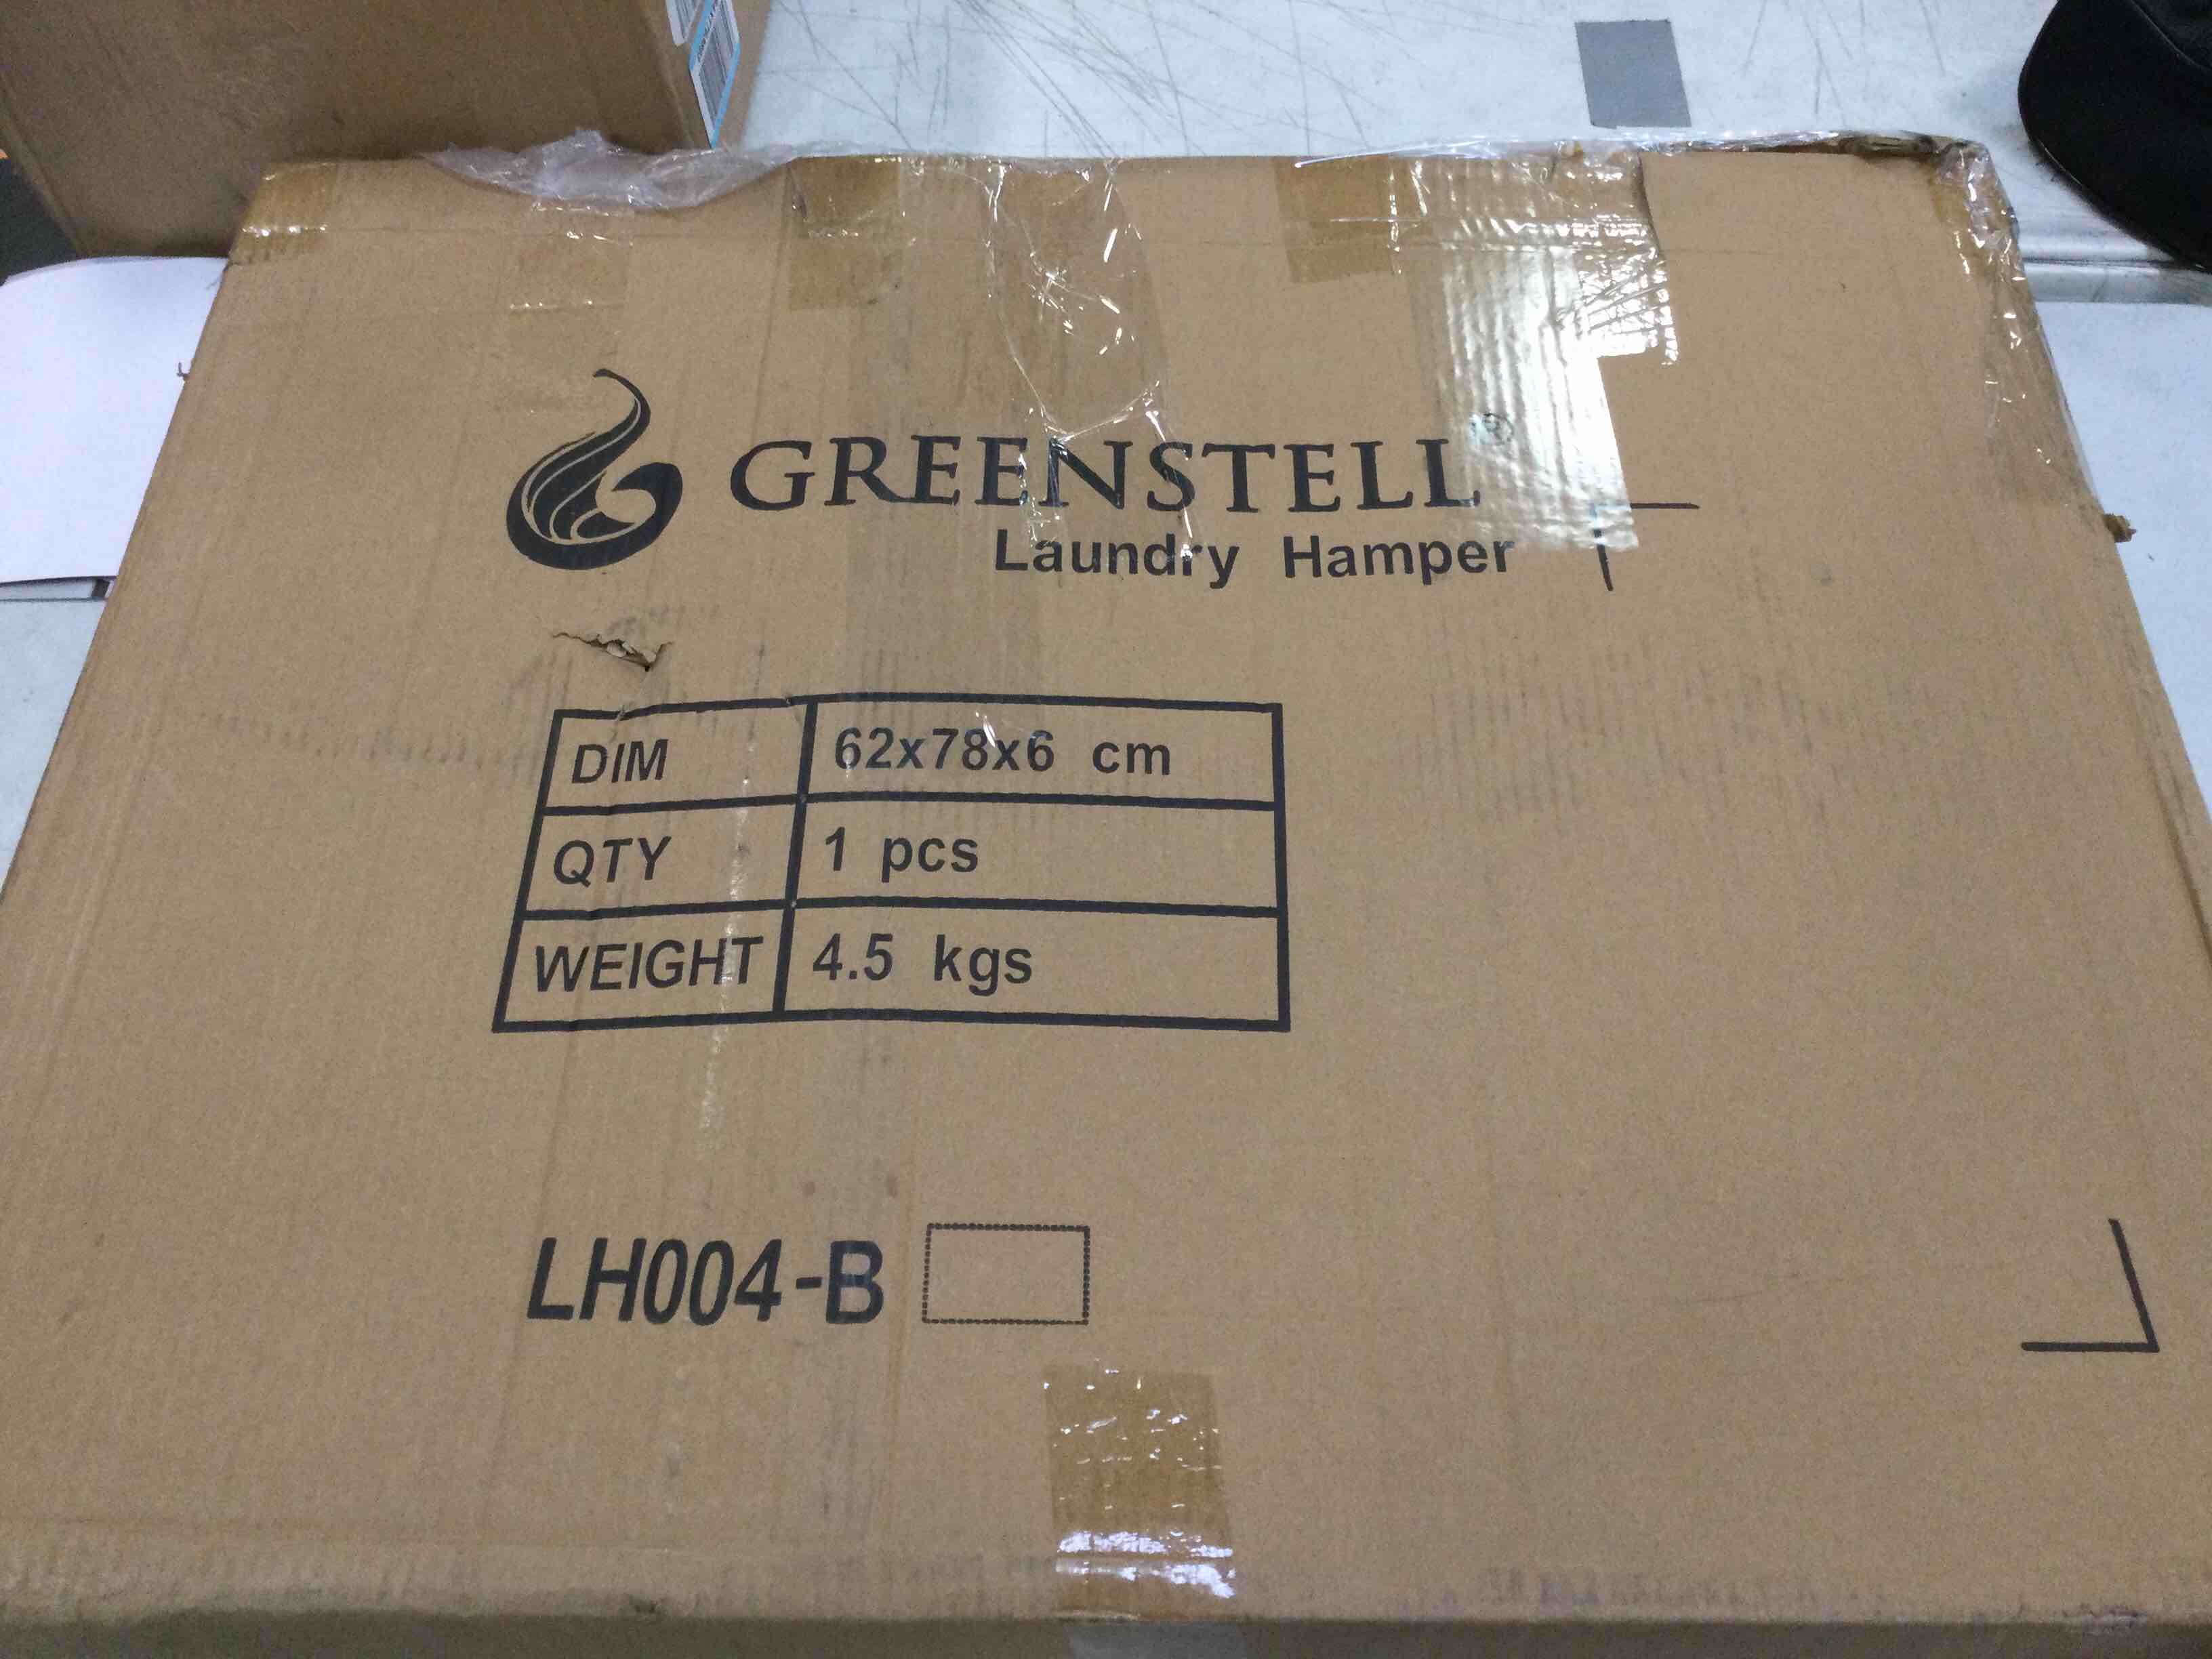 GREENSTELL®
Laundry Hamper
DIM 62x78x6 cm
QTY 1 pcs
WEIGHT 4.5 kgs
LH004-B